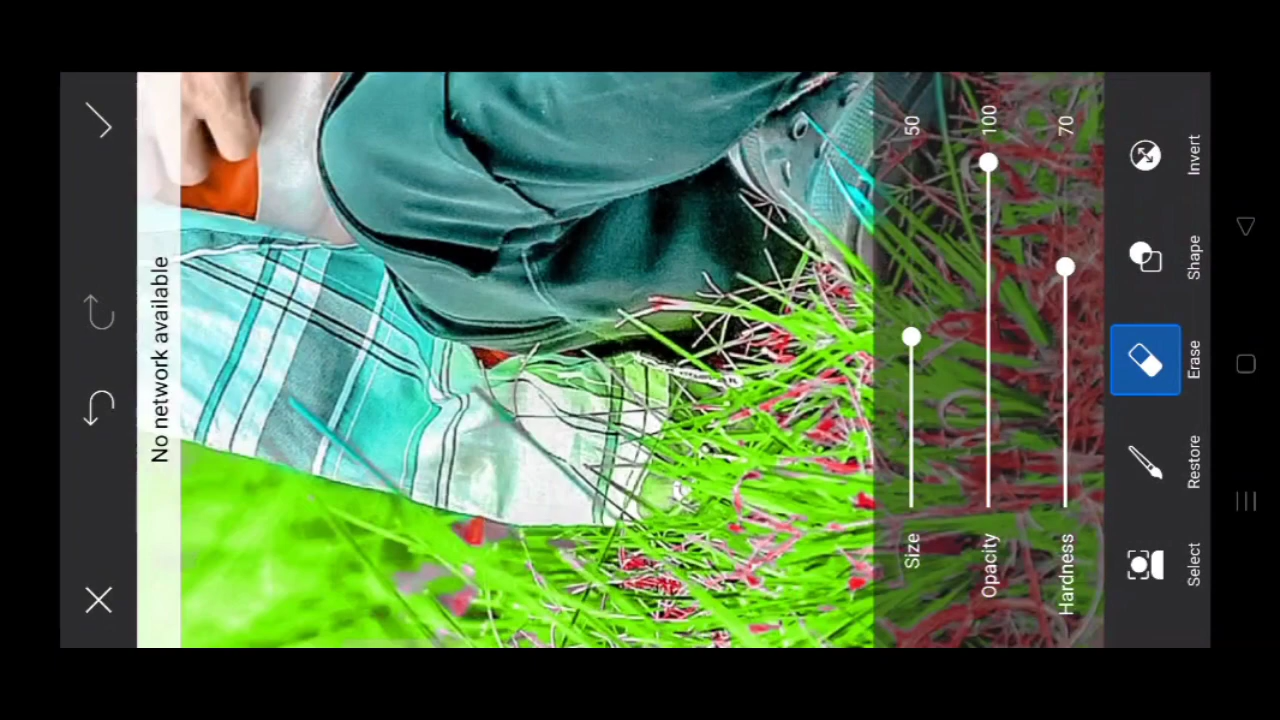 No network available
Size 50
Opacity 100
Hardness 70
Select Restore Erase Shape Invert